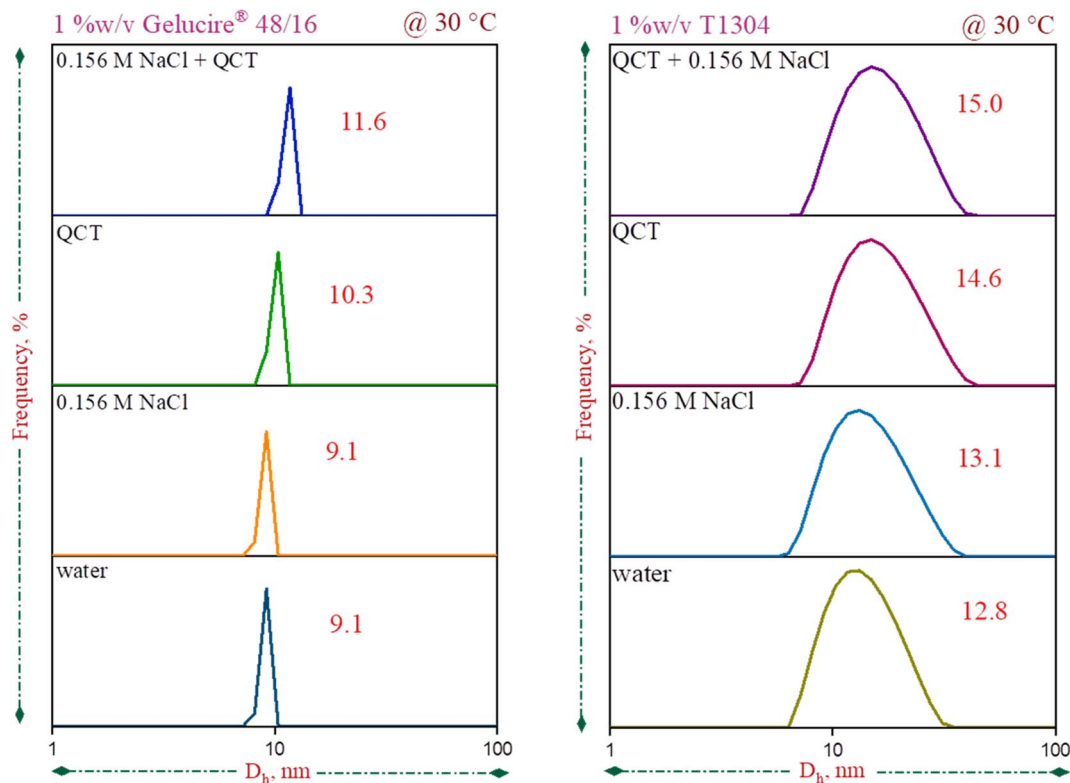 1 %w/v Gelucire® 48/16 @ 30 °C
0.156 M NaCl + QCT
11.6
QCT
10.3
0.156 M NaCl
9.1
water
9.1
Frequency, %
1 10 100
D_h, nm
1 %w/v T1304 @ 30 °C
QCT + 0.156 M NaCl
15.0
QCT
14.6
0.156 M NaCl
13.1
water
12.8
Frequency, %
1 10 100
D_h, nm